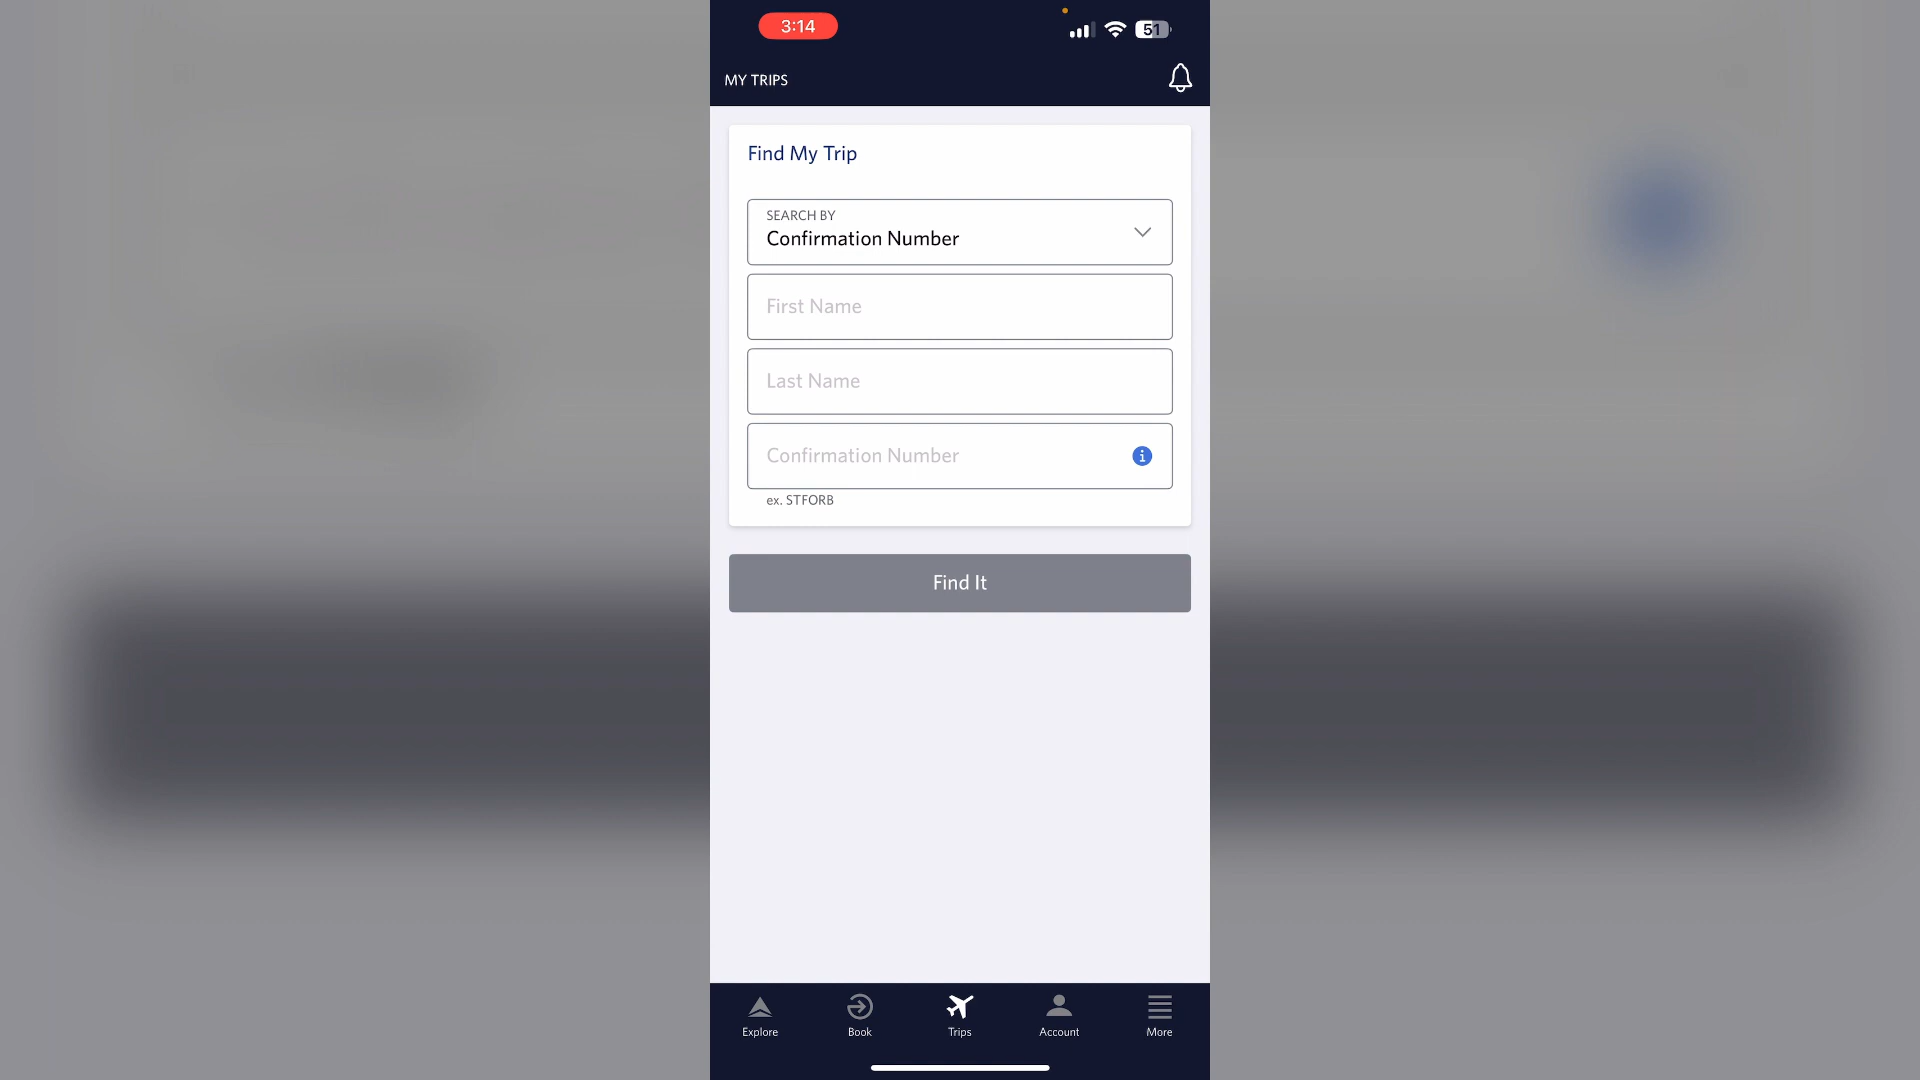 3:14
51
MY TRIPS
Find My Trip
SEARCH BY
Confirmation Number
First Name
Last Name
Confirmation Number
ex. STFORB
Find It
Explore
Book
Trips
Account
More